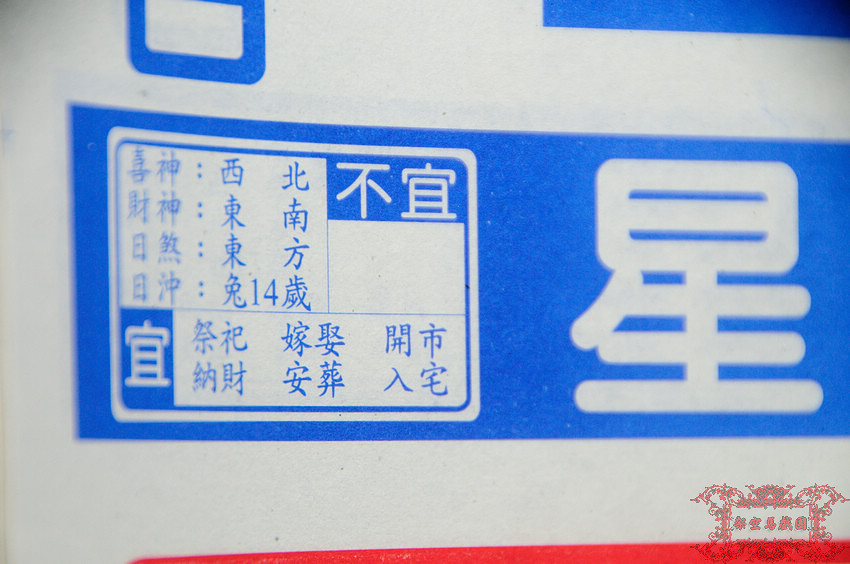 喜神：西 北
財神：東 南
日煞：東 方
日沖：兔14歲
不宜
宜
祭祀 嫁娶 開市
納財 安葬 入宅
星